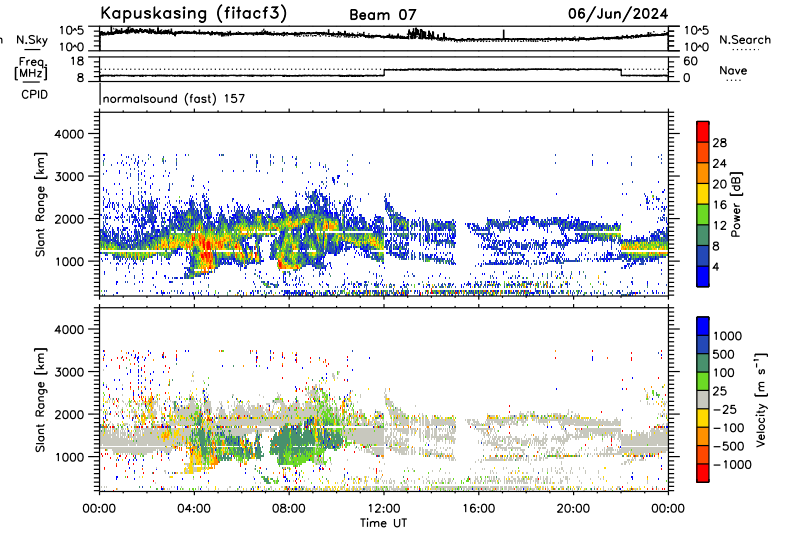 Kapuskasing (fitacf3) Beam 07 06/Jun/2024
N.Sky 10^5 10^0 10^5 10^0 N.Search
Freq. [MHz] 18 8 60 0 Nave
CPID normalsound (fast) 157
Slant Range [km] 4000 3000 2000 1000
28 24 20 16 12 8 4 Power [dB]
Slant Range [km] 4000 3000 2000 1000
1000 500 100 25 -25 -100 -500 -1000 Velocity [m s⁻¹]
00:00 04:00 08:00 12:00 16:00 20:00 00:00
Time UT